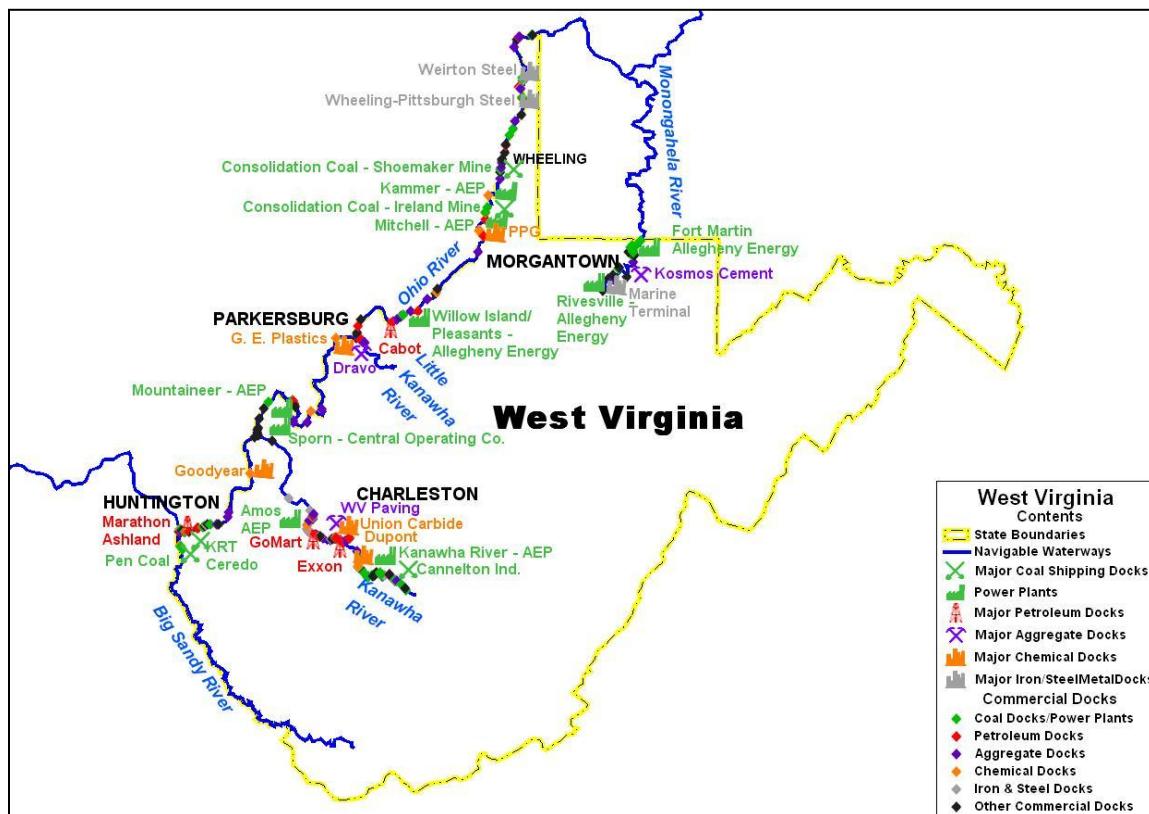 Weirton Steel
Wheeling-Pittsburgh Steel
Monongahela River
Consolidation Coal - Shoemaker Mine
WHEELING
Kammer - AEP
Consolidation Coal - Ireland Mine
Mitchell - AEP
PPG
Fort Martin
Allegheny Energy
MORGANTOWN
Kosmos Cement
Ohio River
Rivesville -
Allegheny
Energy
Marine
Terminal
PARKERSBURG
G. E. Plastics
Dravo
Cabot
Willow Island/
Pleasants -
Allegheny Energy
Little
Kanawha
River
Mountaineer - AEP
West Virginia
Sporn - Central Operating Co.
Goodyear
HUNTINGTON
Marathon
Ashland
Pen Coal
KRT
Ceredo
Amos
AEP
CHARLESTON
WV Paving
Union Carbide
Dupont
GoMart
Exxon
Kanawha River - AEP
Cannelton Ind.
Kanawha
River
Big Sandy River
West Virginia
Contents
State Boundaries
Navigable Waterways
Major Coal Shipping Docks
Power Plants
Major Petroleum Docks
Major Aggregate Docks
Major Chemical Docks
Major Iron/SteelMetalDocks
Commercial Docks
Coal Docks/Power Plants
Petroleum Docks
Aggregate Docks
Chemical Docks
Iron & Steel Docks
Other Commercial Docks